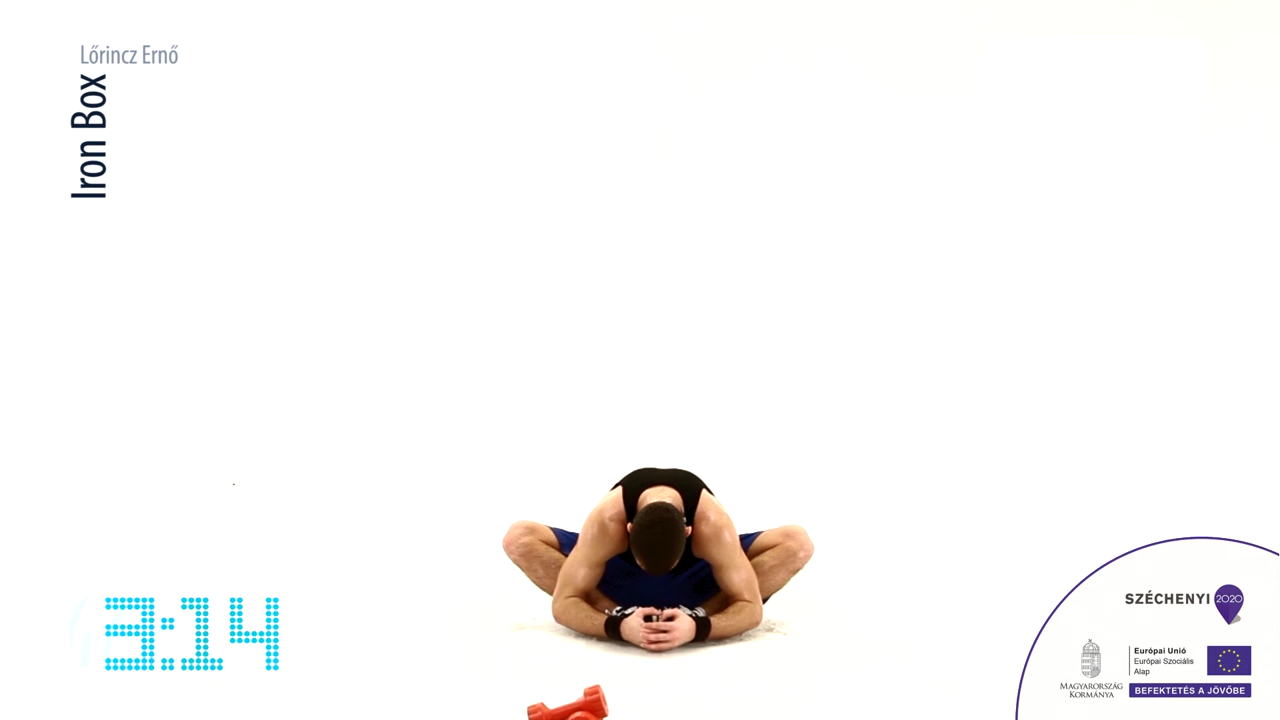 Lőrincz Ernő
Iron Box
3:14
SZÉCHENYI 2020
Európai Unió
Európai Szociális
Alap
MAGYARORSZÁG
KORMÁNYA
BEFEKTETÉS A JÖVŐBE